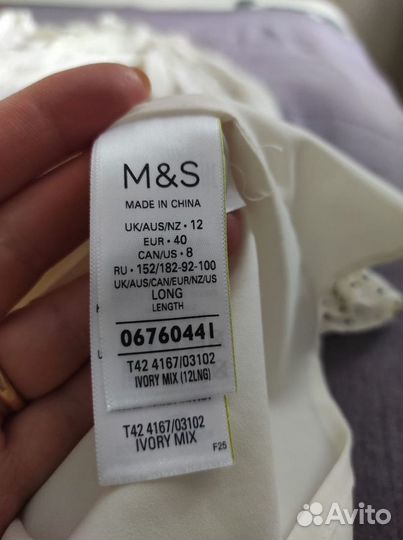 M&S
MADE IN CHINA
UK/AUS/NZ • 12
EUR • 40
CAN/US • 8
RU • 152/182-92-100
UK/AUS/CAN/EUR/NZ/US
LONG
LENGTH
06760441
T42 4167/03102
IVORY MIX (12LNG)
T42 4167/03102
IVORY MIX
F25
Avito